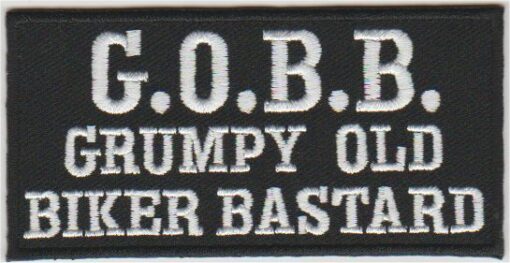 G.O.B.B.
GRUMPY OLD
BIKER BASTARD